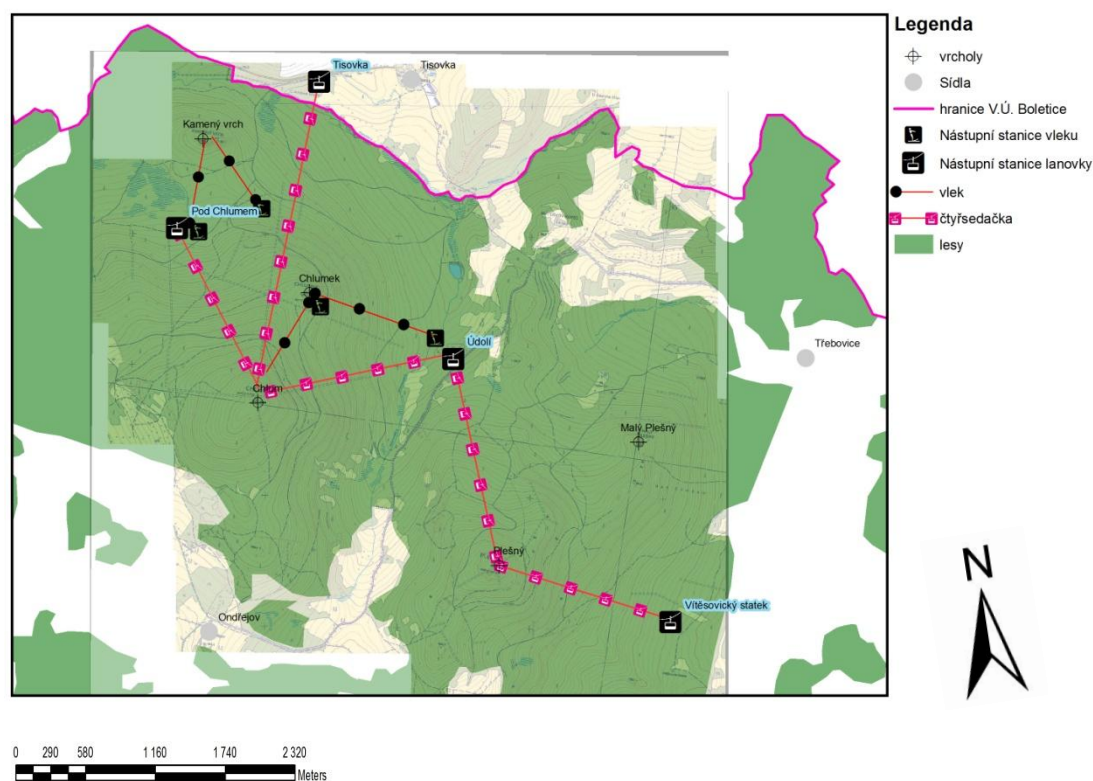 Legenda
vrcholy
Sídla
hranice V.Ú. Boletice
Nástupní stanice vleku
Nástupní stanice lanovky
vlek
čtyřsedačka
lesy
Tisovka
Tisovka
Kamený vrch
Pod Chlumem
Chlumek
Údolí
Třebovice
Chlum
Malý Plešný
Plešný
Vítěsovický statek
Ondřejov
N
0 290 580 1 160 1 740 2 320
Meters